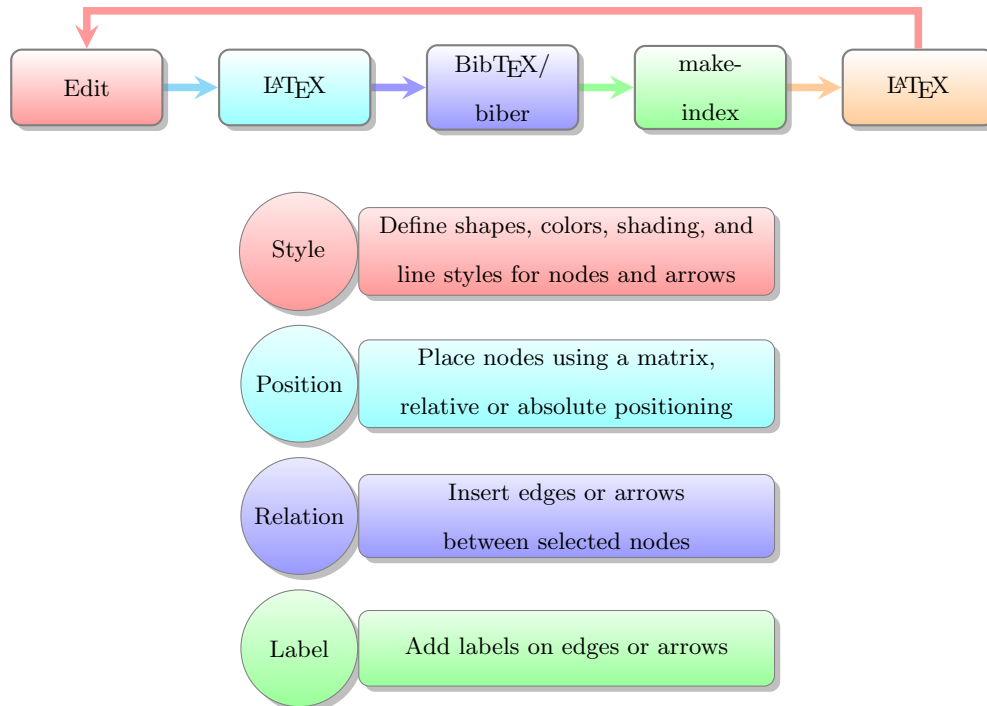 Edit
LATEX
BibTEX/
biber
make-
index
LATEX
Style
Define shapes, colors, shading, and
line styles for nodes and arrows
Position
Place nodes using a matrix,
relative or absolute positioning
Relation
Insert edges or arrows
between selected nodes
Label
Add labels on edges or arrows